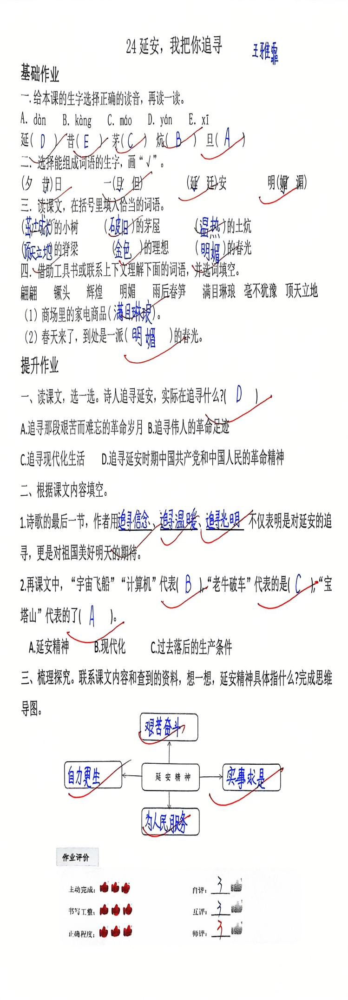 24 延安，我把你追寻 王雅霏
基础作业
一.给本课的生字选择正确的读音，再读一读。
A. dàn B. kàng C. máo D. yán E. xī
延( D ) 昔( E ) 茅( C ) 炕( B ) 旦( A )
二. 选择能组成词语的生字，画“√”。
(夕 昔√)日 一(旦√ 但) (延√ 廷)安 明(媚√ 湄)
三. 读课文，在括号里填入恰当的词语。
(茁壮成长)的小树 (破旧)的茅屋 (温热)的土炕
(顶天立地)的脊梁 (金色)的理想 (明媚)的春光
四. 借助工具书或联系上下文理解下面的词语，并选词填空。
翩翩 镢头 辉煌 明媚 雨后春笋 满目琳琅 毫不犹豫 顶天立地
（1）商场里的家电商品(满目琳琅)。
（2）春天来了，到处是一派( 明媚 )的春光。
提升作业
一、读课文，选一选。诗人追寻延安，实际在追寻什么?( D )
A.追寻那段艰苦而难忘的革命岁月 B.追寻伟人的革命足迹
C.追寻现代化生活 D.追寻延安时期中国共产党和中国人民的革命精神
二、根据课文内容填空。
1.诗歌的最后一节，作者用追寻信念、追寻温暖、追寻光明 不仅表明是对延安的追
寻，更是对祖国美好明天的期待。
2.再课文中，“宇宙飞船”“计算机”代表( B ),“老牛破车”代表的是( C ),“宝
塔山”代表的了( A )。
A.延安精神 B.现代化 C.过去落后的生产条件
三、梳理探究。联系课文内容和查到的资料，想一想，延安精神具体指什么?完成思维
导图。
艰苦奋斗
自力更生 延安精神 实事求是
为人民服务
作业评价
主动完成： 自评：3
书写工整： 互评：3
正确程度： 师评：3